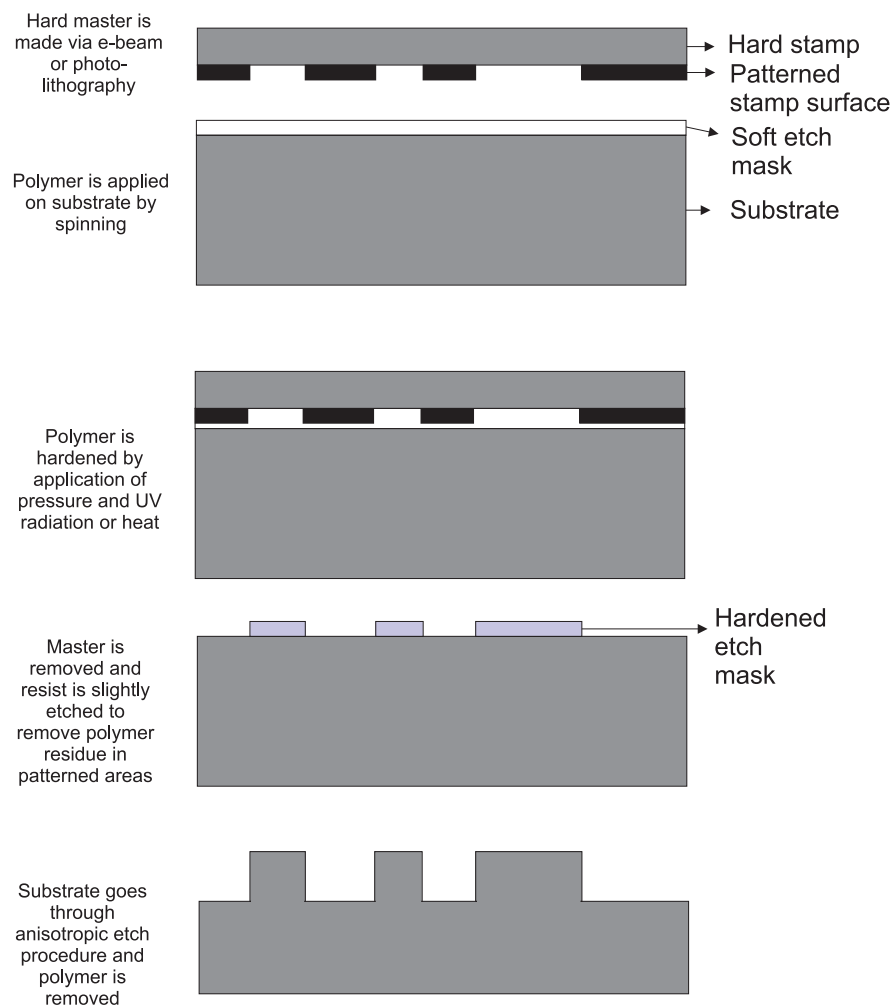 Hard master is
made via e-beam
or photo-
lithography
Hard stamp
Patterned
stamp surface
Soft etch
mask
Polymer is applied
on substrate by
spinning
Substrate
Polymer is
hardened by
application of
pressure and UV
radiation or heat
Hardened
etch
mask
Master is
removed and
resist is slightly
etched to
remove polymer
residue in
patterned areas
Substrate goes
through
anisotropic etch
procedure and
polymer is
removed